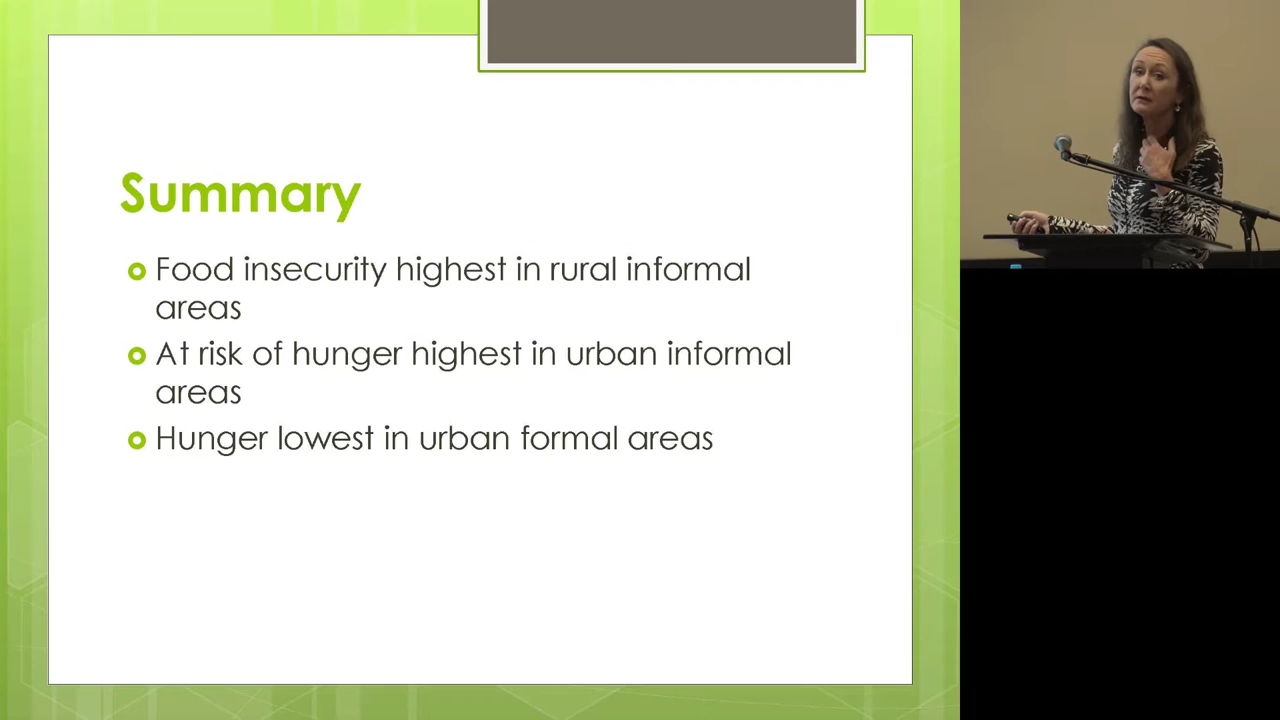 Summary
Food insecurity highest in rural informal
areas
At risk of hunger highest in urban informal
areas
Hunger lowest in urban formal areas